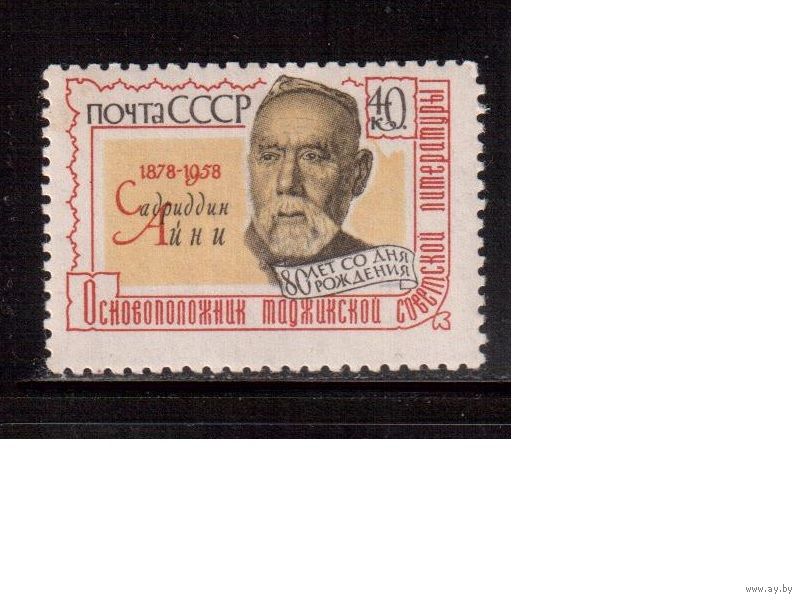 ПОЧТА СССР
40
к.
1878-1958
Садриддин
Айни
80 ЛЕТ СО ДНЯ
РОЖДЕНИЯ
Основоположник таджикской советской литературы
www.ay.by